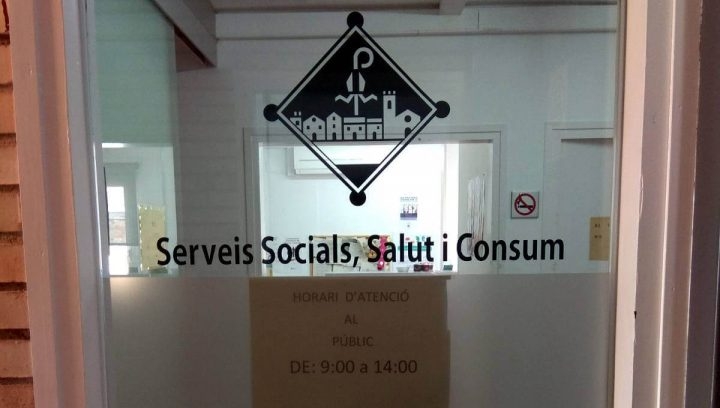 Serveis Socials, Salut i Consum
HORARI D'ATENCIÓ
AL
PÚBLIC
DE: 9:00 a 14:00